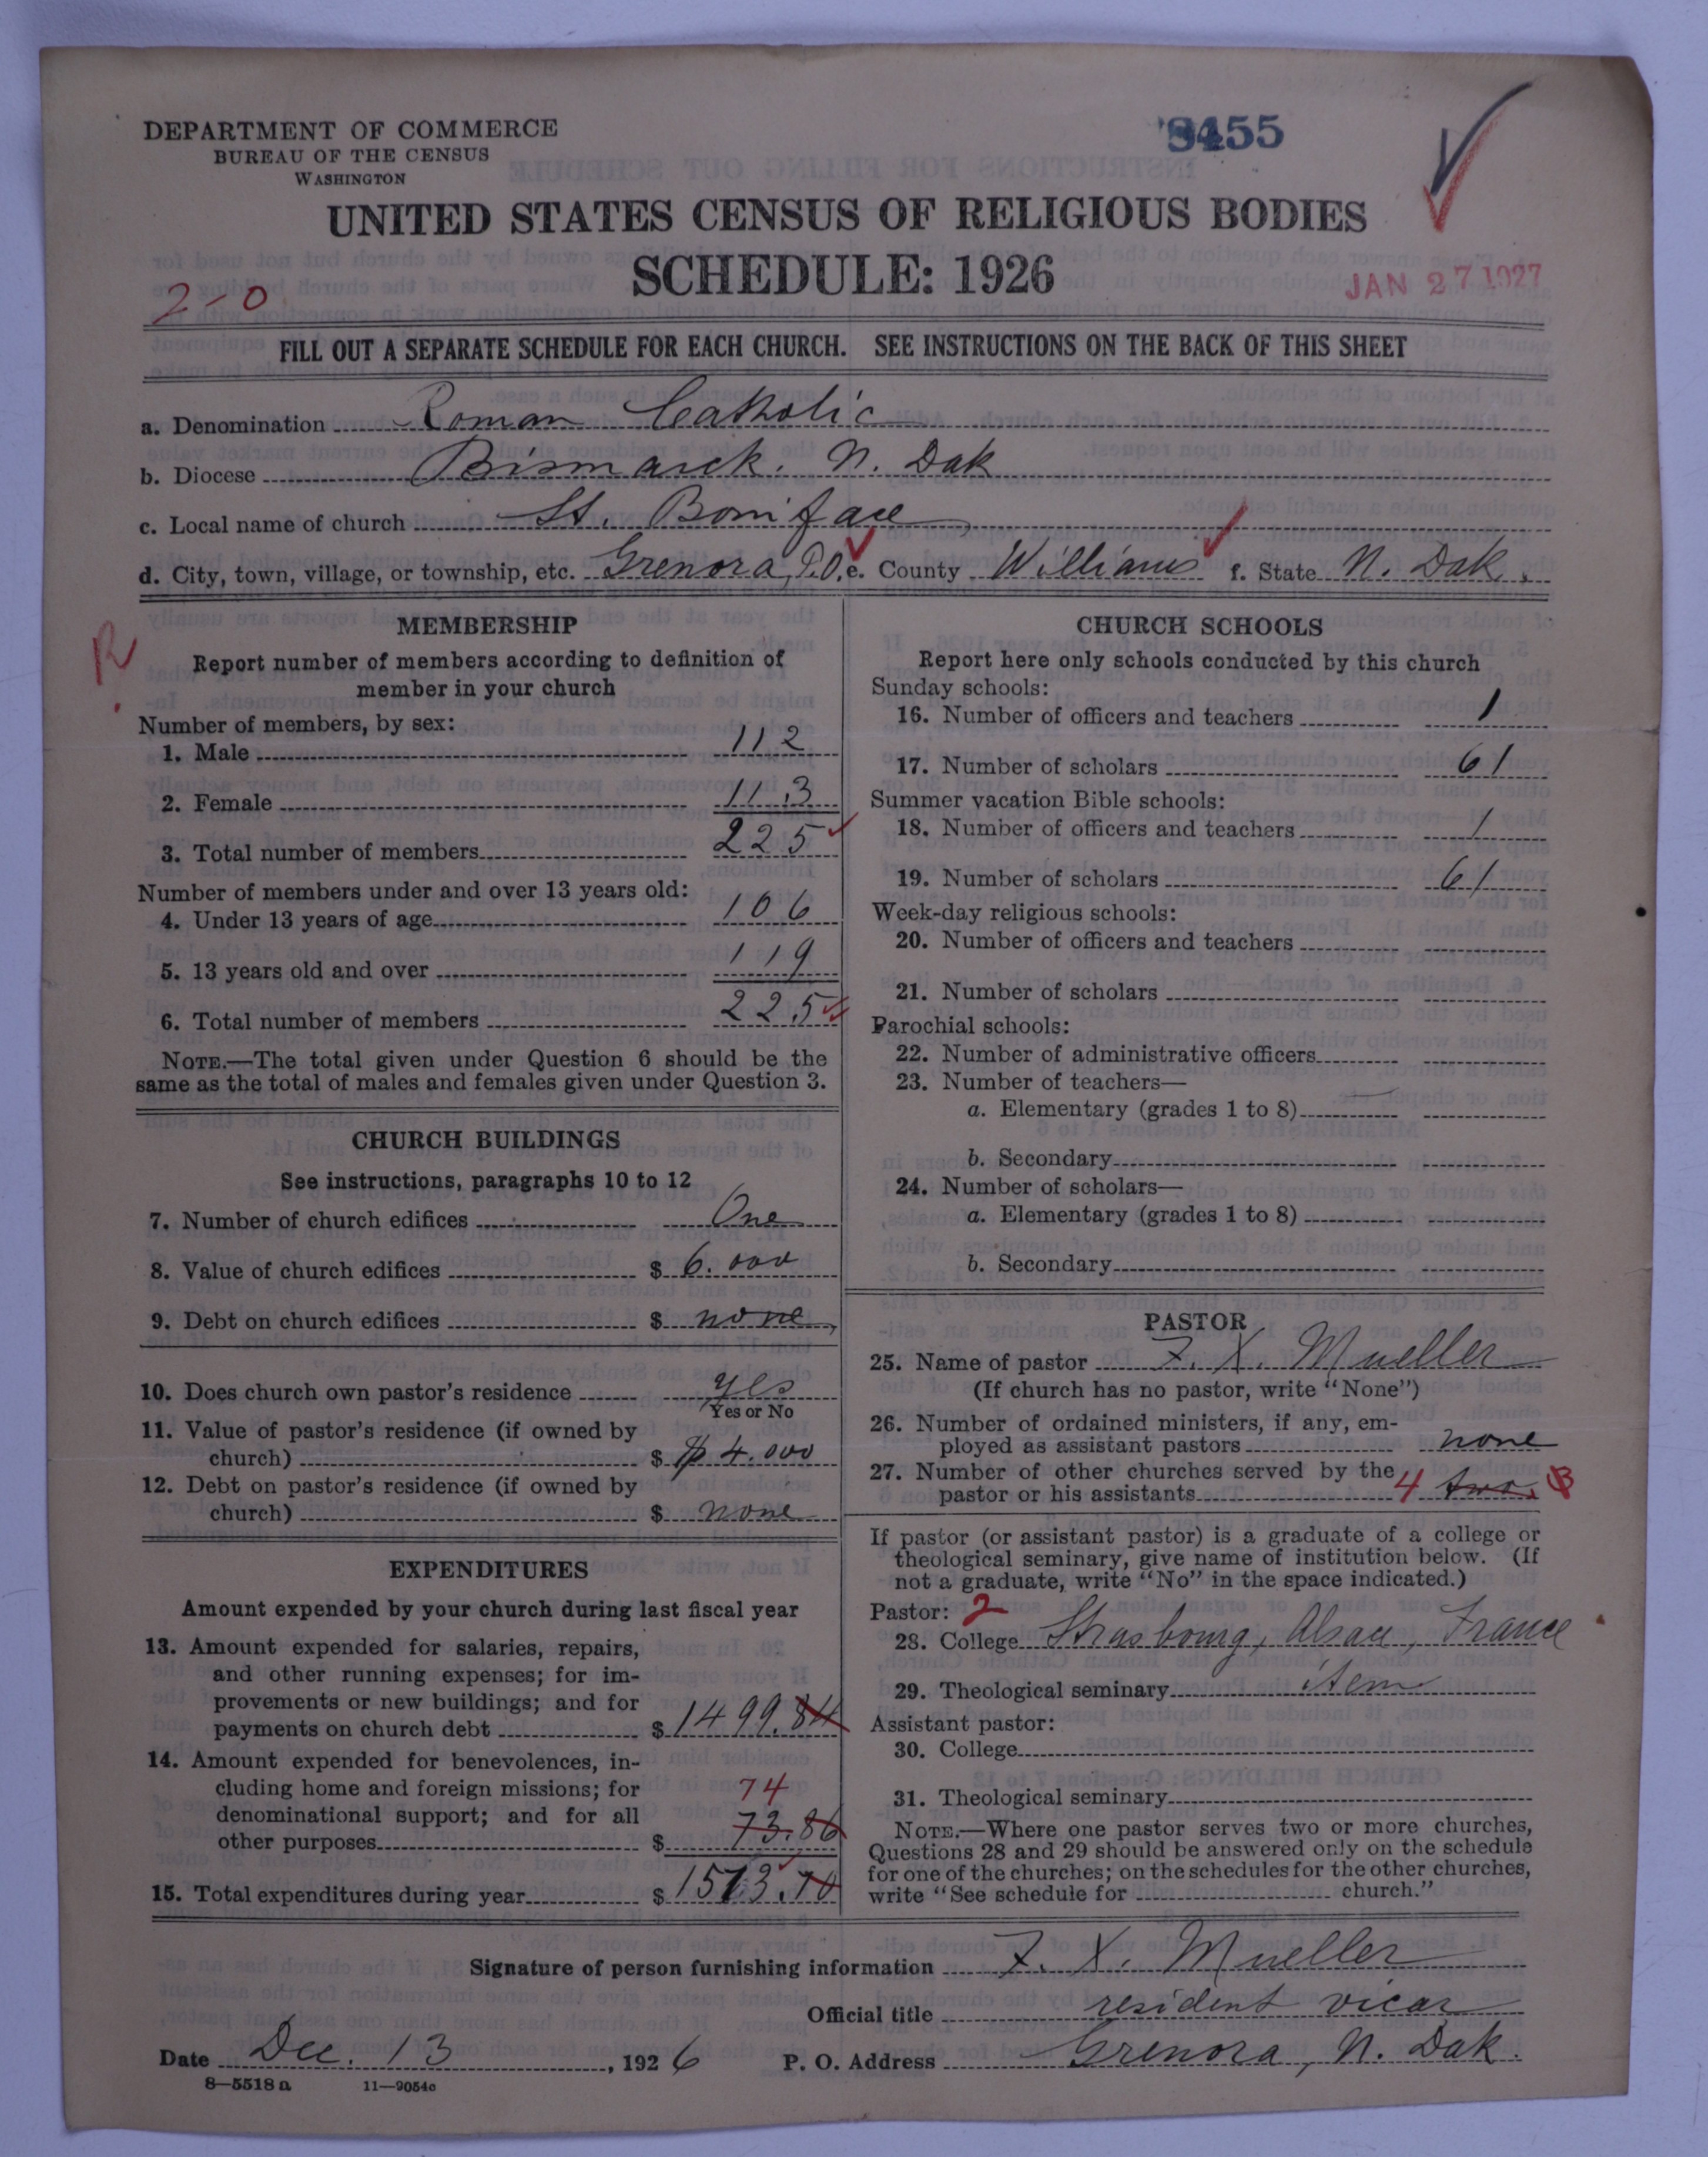 DEPARTMENT OF COMMERCE
BUREAU OF THE CENSUS
WASHINGTON
8455
UNITED STATES CENSUS OF RELIGIOUS BODIES
SCHEDULE: 1926
2-0
JAN 27 1927
FILL OUT A SEPARATE SCHEDULE FOR EACH CHURCH. SEE INSTRUCTIONS ON THE BACK OF THIS SHEET
a. Denomination Roman Catholic
b. Diocese Bismarck. N. Dak
c. Local name of church St. Boniface
d. City, town, village, or township, etc. Grenora, P.O. e. County Williams f. State N. Dak.
R
MEMBERSHIP
Report number of members according to definition of
member in your church
Number of members, by sex:
1. Male 112
2. Female 113
3. Total number of members 225
Number of members under and over 13 years old:
4. Under 13 years of age 106
5. 13 years old and over 119
6. Total number of members 225
NOTE.—The total given under Question 6 should be the
same as the total of males and females given under Question 3.
CHURCH BUILDINGS
See instructions, paragraphs 10 to 12
7. Number of church edifices One
8. Value of church edifices $ 6.000
9. Debt on church edifices $ none
10. Does church own pastor's residence yes
Yes or No
11. Value of pastor's residence (if owned by
church) $ $ 4.000
12. Debt on pastor's residence (if owned by
church) $ none
EXPENDITURES
Amount expended by your church during last fiscal year
13. Amount expended for salaries, repairs,
and other running expenses; for im-
provements or new buildings; and for
payments on church debt $ 1499.84
14. Amount expended for benevolences, in-
cluding home and foreign missions; for 74
denominational support; and for all
other purposes $ 73.86
15. Total expenditures during year $ 1573.70
CHURCH SCHOOLS
Report here only schools conducted by this church
Sunday schools:
16. Number of officers and teachers 1
17. Number of scholars 61
Summer vacation Bible schools:
18. Number of officers and teachers 1
19. Number of scholars 61
Week-day religious schools:
20. Number of officers and teachers
21. Number of scholars
Parochial schools:
22. Number of administrative officers
23. Number of teachers—
a. Elementary (grades 1 to 8)
b. Secondary
24. Number of scholars—
a. Elementary (grades 1 to 8)
b. Secondary
PASTOR
25. Name of pastor F. X. Mueller
(If church has no pastor, write "None")
26. Number of ordained ministers, if any, em-
ployed as assistant pastors none
27. Number of other churches served by the
pastor or his assistants 4 two.
If pastor (or assistant pastor) is a graduate of a college or
theological seminary, give name of institution below. (If
not a graduate, write "No" in the space indicated.)
Pastor: 2
28. College Strasbourg, Alsace, France
29. Theological seminary item
Assistant pastor:
30. College
31. Theological seminary
NOTE.—Where one pastor serves two or more churches,
Questions 28 and 29 should be answered only on the schedule
for one of the churches; on the schedules for the other churches,
write "See schedule for church."
Signature of person furnishing information F. X. Mueller
Official title resident vicar
Date Dec. 13, 1926 P. O. Address Grenora, N. Dak.
8—5518 a 11—9054c